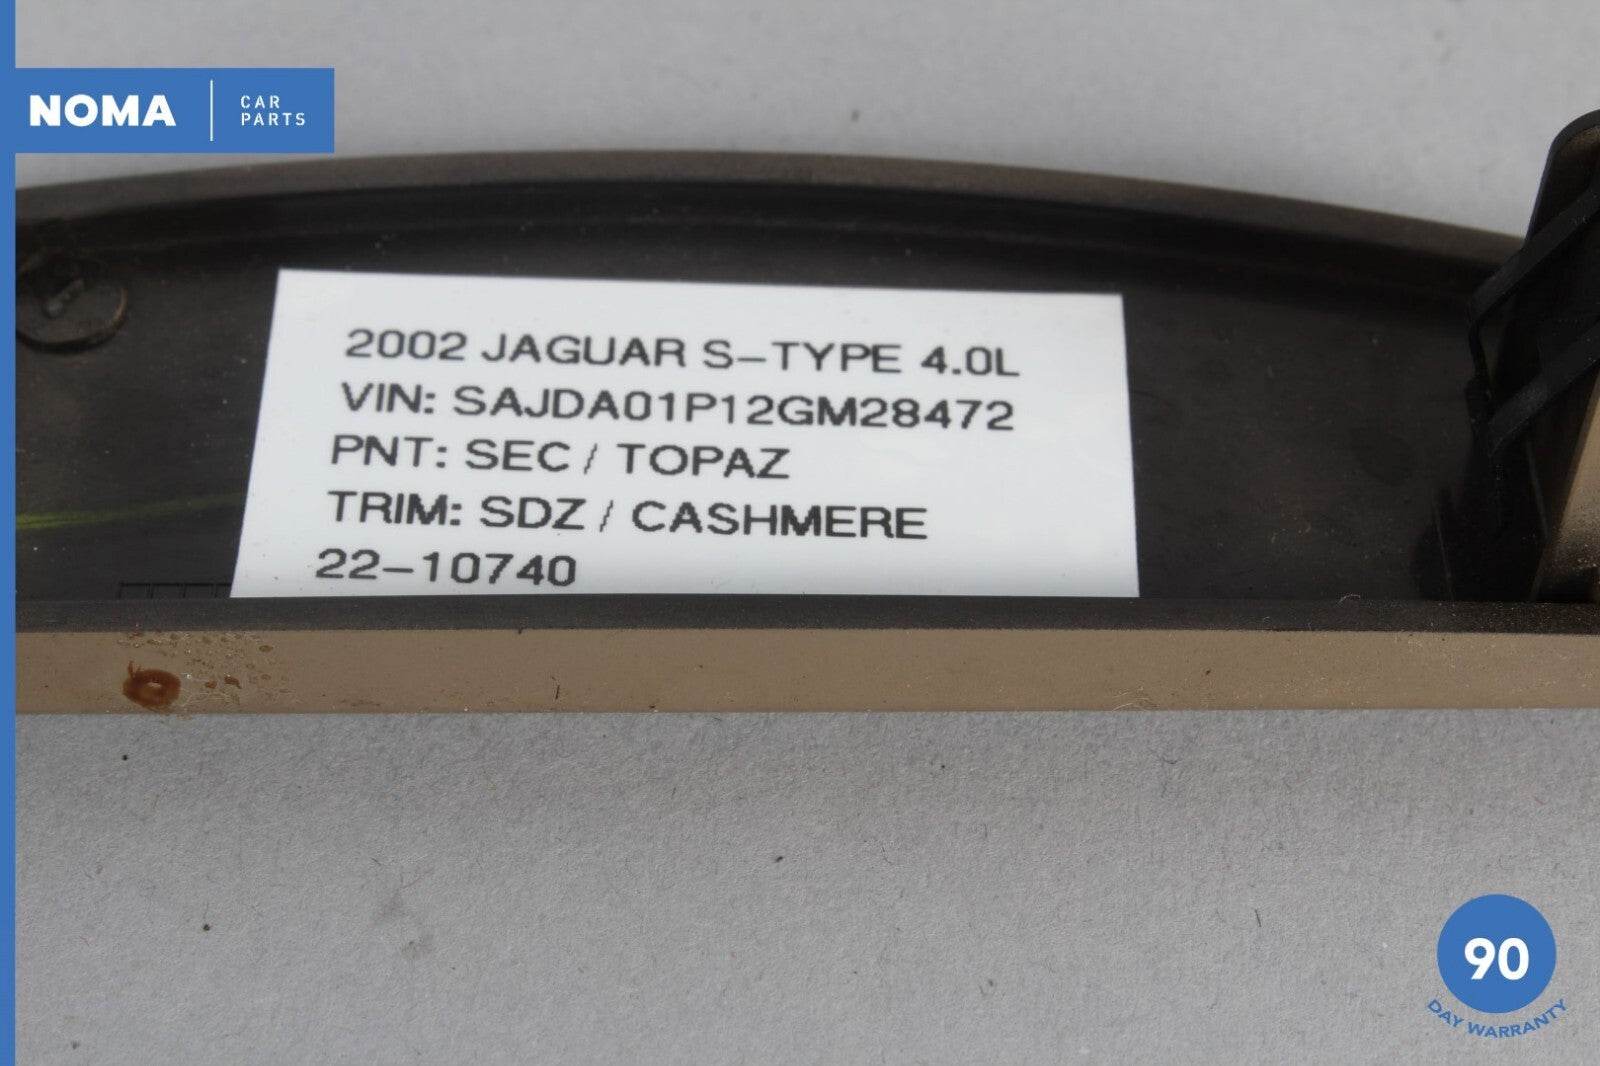 NOMA
CAR
PARTS
2002 JAGUAR S-TYPE 4.0L
VIN: SAJDA01P12GM28472
PNT: SEC / TOPAZ
TRIM: SDZ / CASHMERE
22-10740
90
DAY WARRANTY